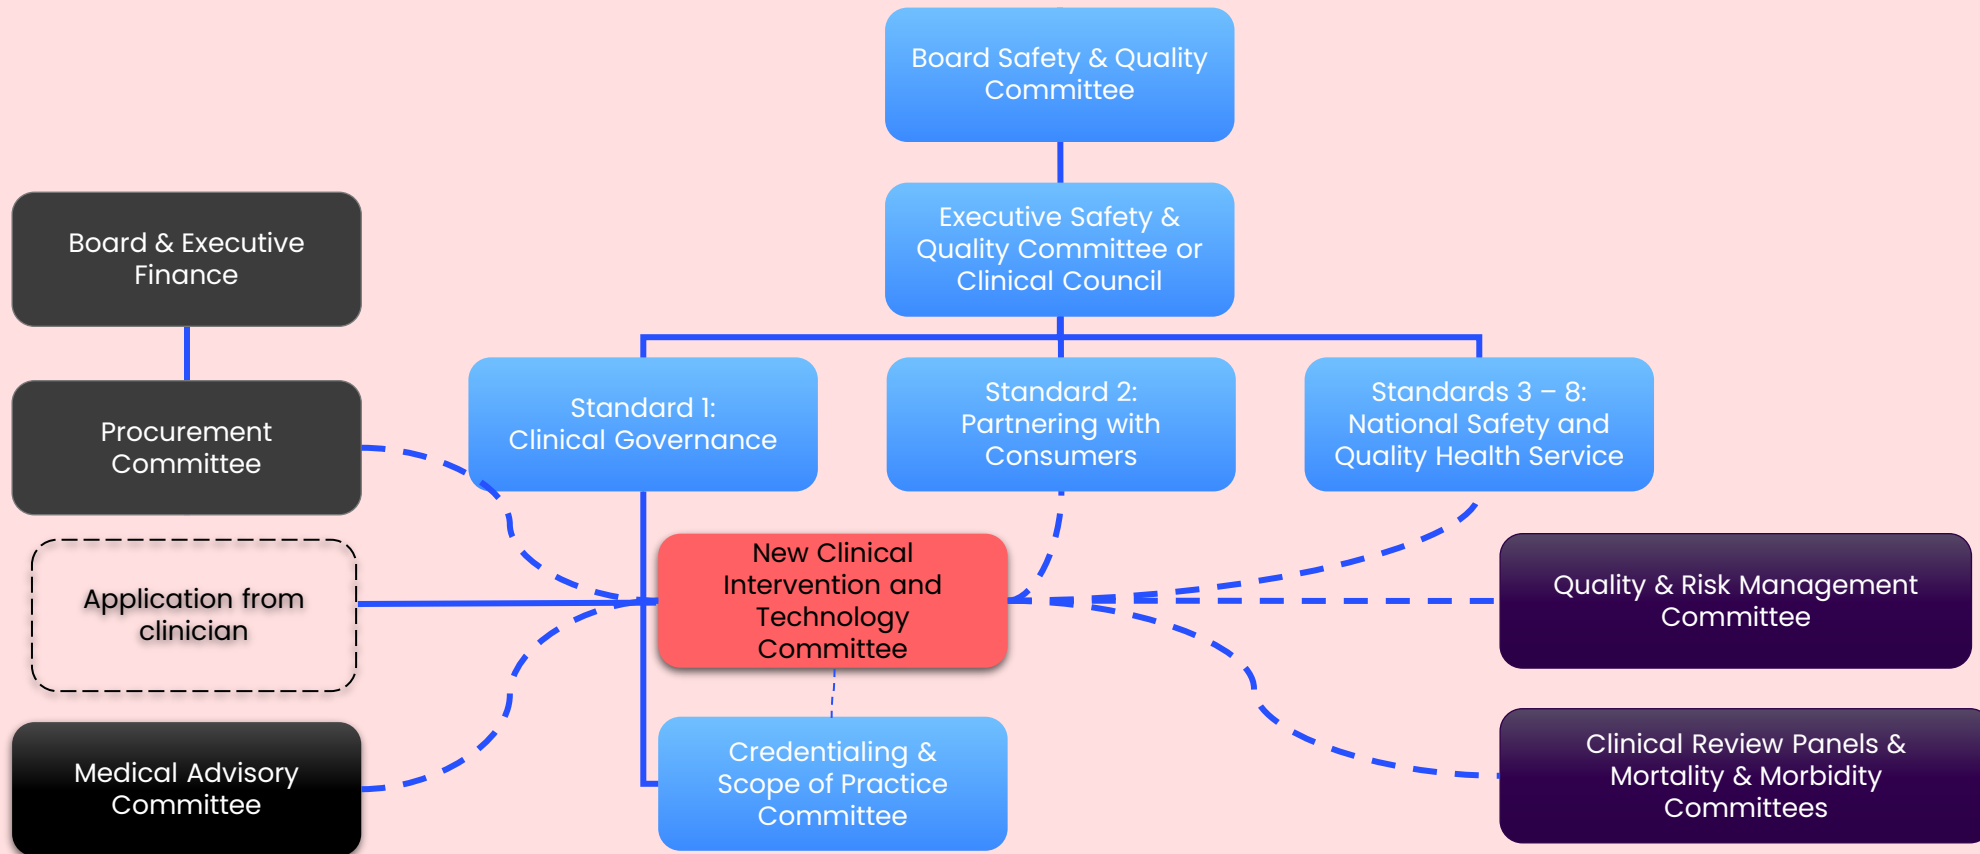 Board Safety & Quality
Committee
Executive Safety &
Quality Committee or
Clinical Council
Board & Executive
Finance
Procurement
Committee
Standard 1:
Clinical Governance
Standard 2:
Partnering with
Consumers
Standards 3 – 8:
National Safety and
Quality Health Service
Application from
clinician
New Clinical
Intervention and
Technology
Committee
Quality & Risk Management
Committee
Medical Advisory
Committee
Credentialing &
Scope of Practice
Committee
Clinical Review Panels &
Mortality & Morbidity
Committees